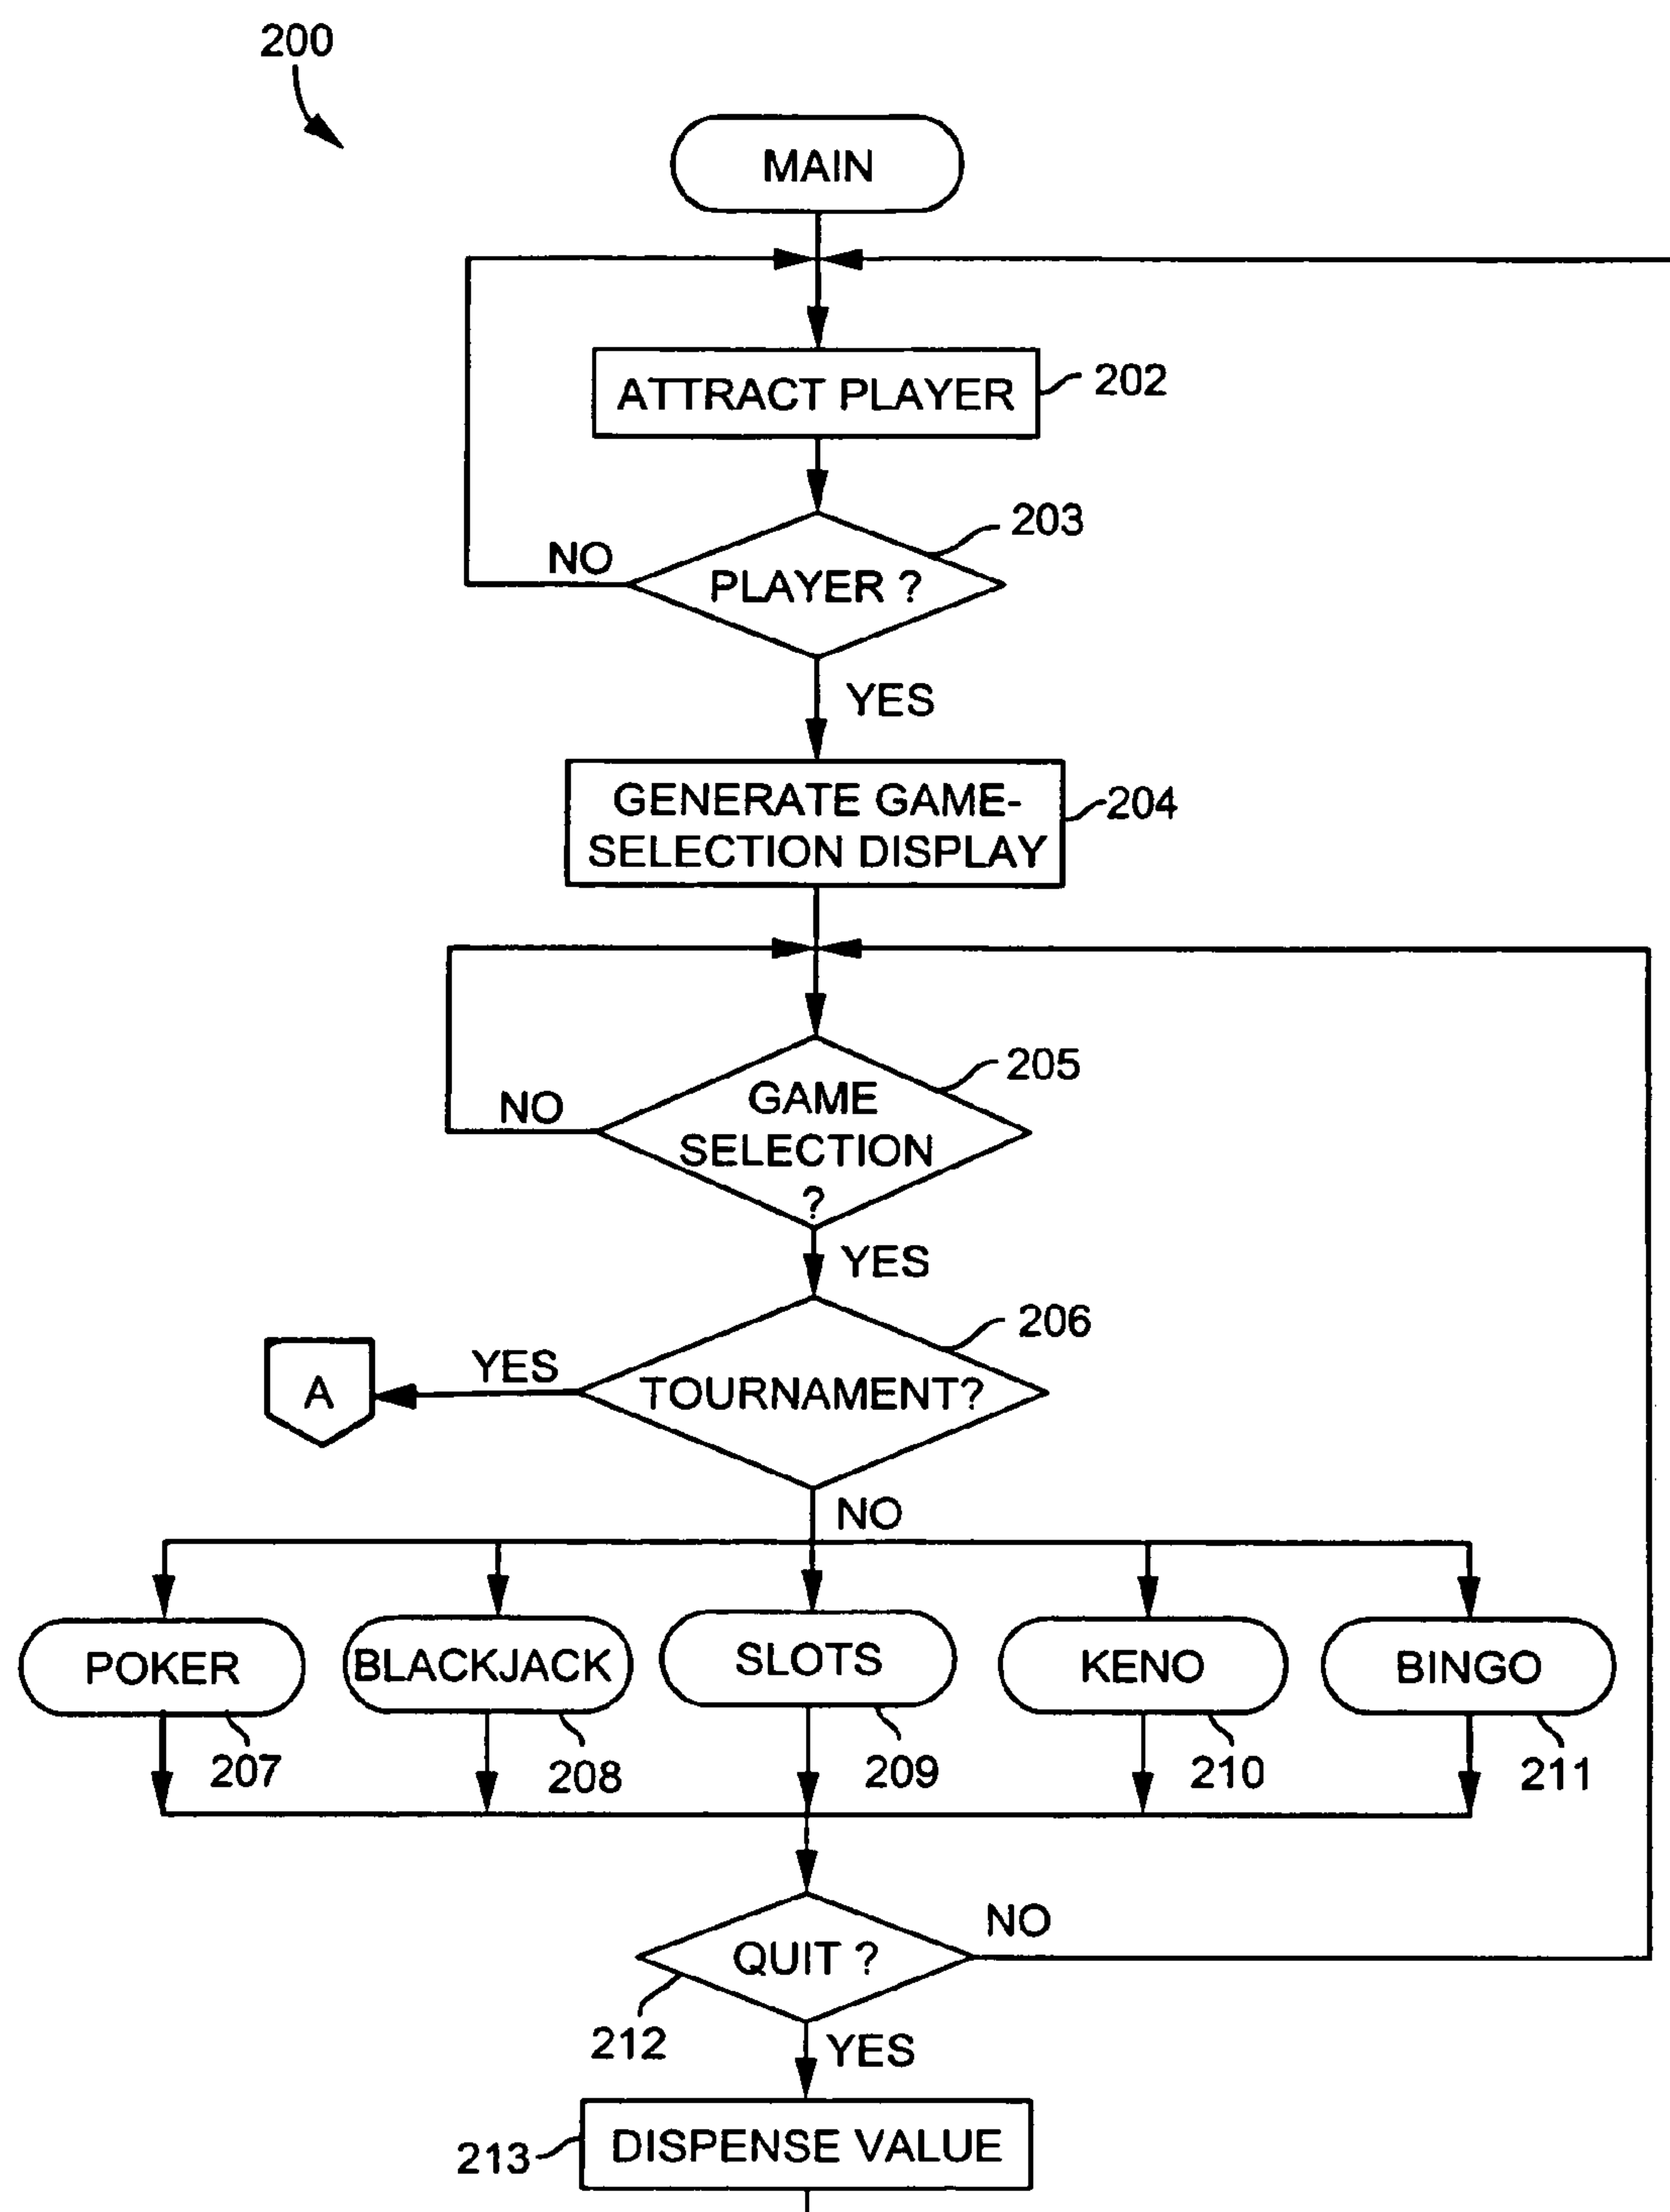 200
MAIN
ATTRACT PLAYER
202
203
NO
PLAYER ?
YES
GENERATE GAME-
SELECTION DISPLAY
204
205
NO
GAME
SELECTION
?
YES
206
YES
A
TOURNAMENT?
NO
POKER
BLACKJACK
SLOTS
KENO
BINGO
207
208
209
210
211
NO
QUIT ?
212
YES
213
DISPENSE VALUE